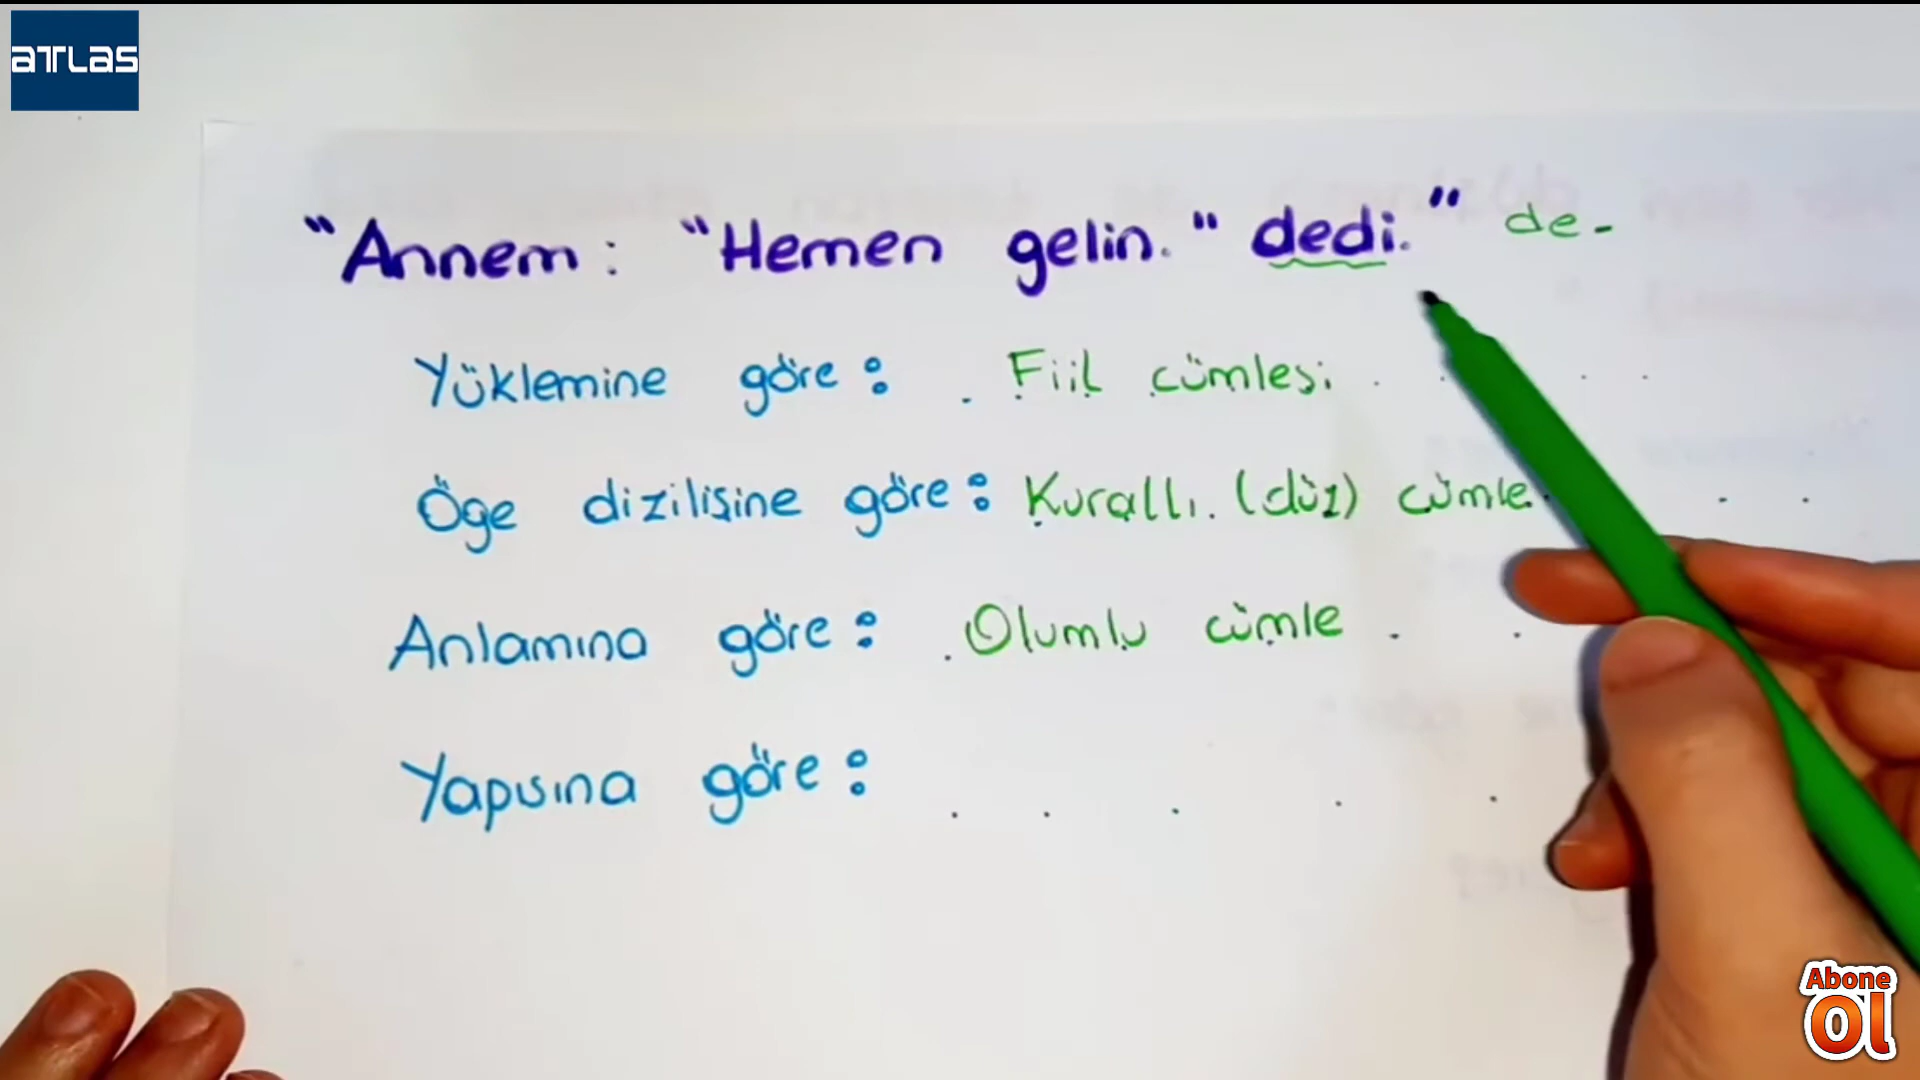 aTLas
"Annem: "Hemen gelin." dedi." de-
Yüklemine göre: Fiil cümlesi
Öge dizilişine göre: Kurallı (düz) cümle
Anlamına göre: Olumlu cümle
Yapısına göre:
Abone
Ol